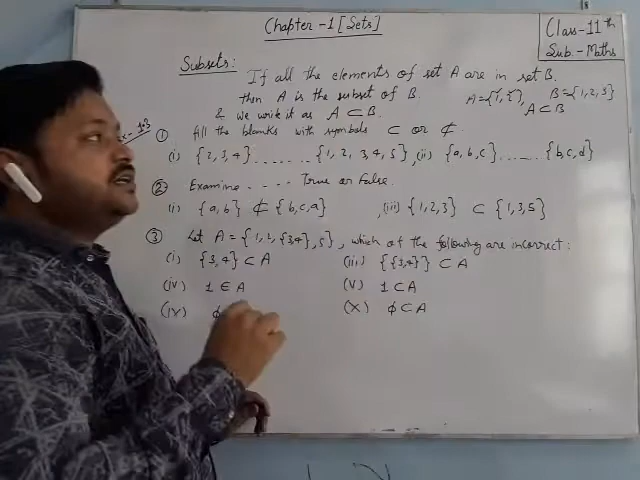 Chapter -1 [Sets]
Class-11th
Sub.- Maths
Subsets:
If all the elements of set A are in set B.
then A is the subset of B.
& we write it as A ⊂ B.
A={1,2}, B={1,2,3}
A ⊂ B
① fill the blanks with symbols ⊂ or ⊄
(i) {2,3,4} ....... {1, 2, 3, 4, 5} ,(ii) {a,b,c} ....... {b,c,d}
② Examine .... True or False.
(i) {a,b} ⊄ {b,c,a} ,(iii) {1,2,3} ⊂ {1,3,5}
③ Let A = {1, 2, {3,4}, 5}, which of the following are incorrect:
(i) {3,4} ⊂ A (iii) {{3,4}} ⊂ A
(iv) 1 ∈ A (v) 1 ⊂ A
(ix) ϕ (x) ϕ ⊂ A